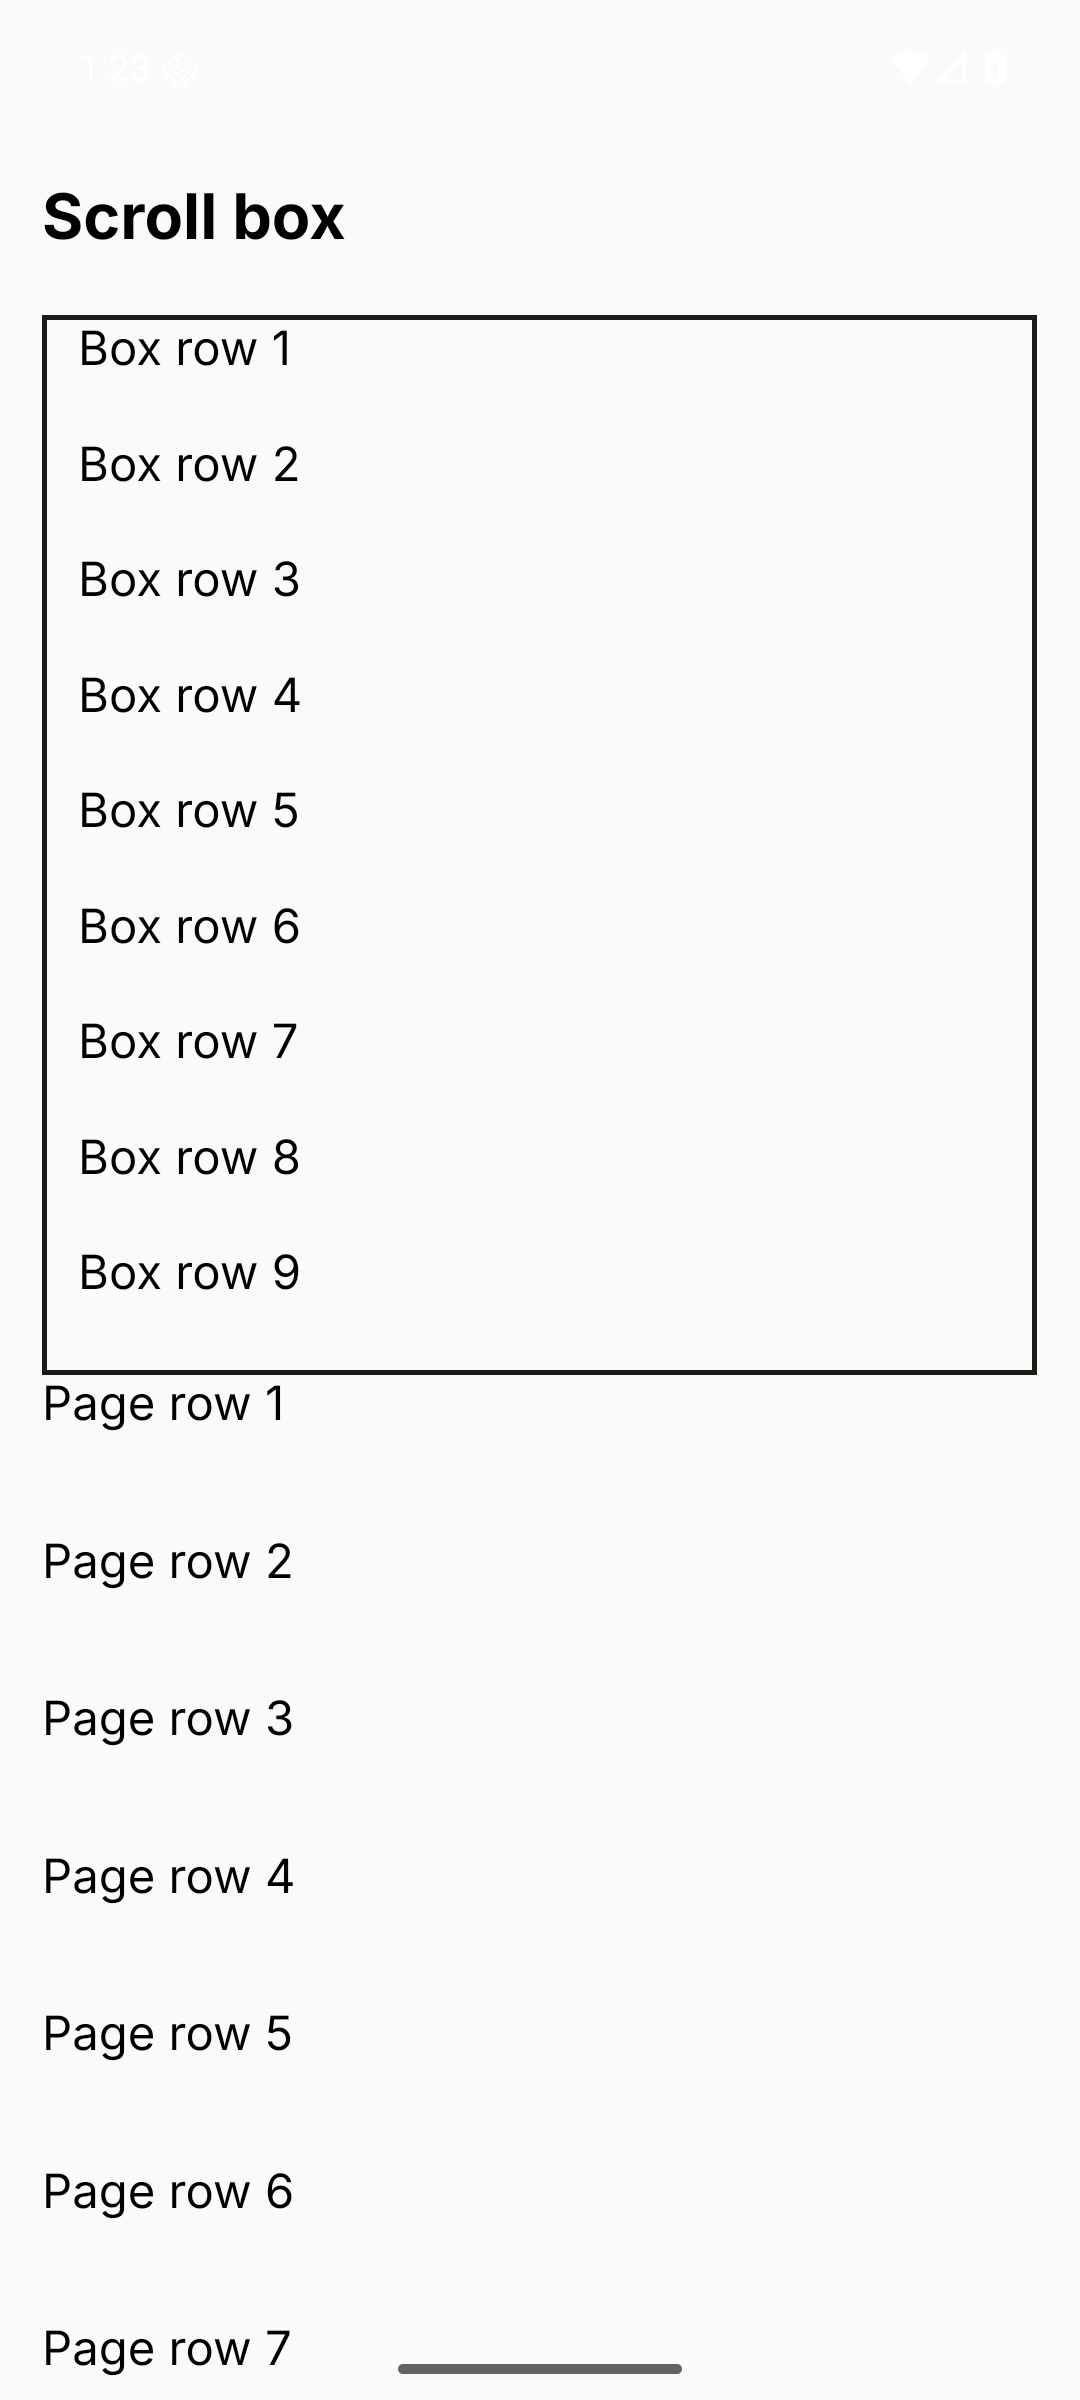 1:23
Scroll box
Box row 1
Box row 2
Box row 3
Box row 4
Box row 5
Box row 6
Box row 7
Box row 8
Box row 9
Page row 1
Page row 2
Page row 3
Page row 4
Page row 5
Page row 6
Page row 7